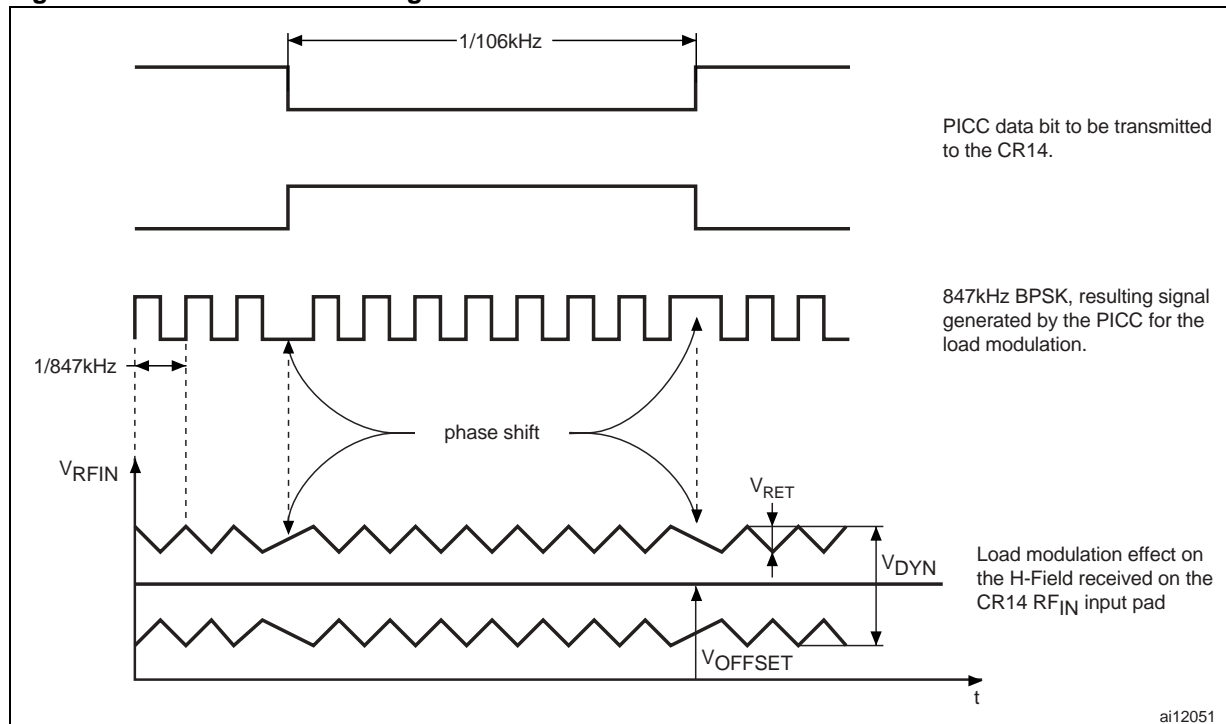 1/106kHz
PICC data bit to be transmitted
to the CR14.
847kHz BPSK, resulting signal
generated by the PICC for the
load modulation.
1/847kHz
phase shift
VRFIN
VRET
VDYN
Load modulation effect on
the H-Field received on the
CR14 RFIN input pad
VOFFSET
t
ai12051